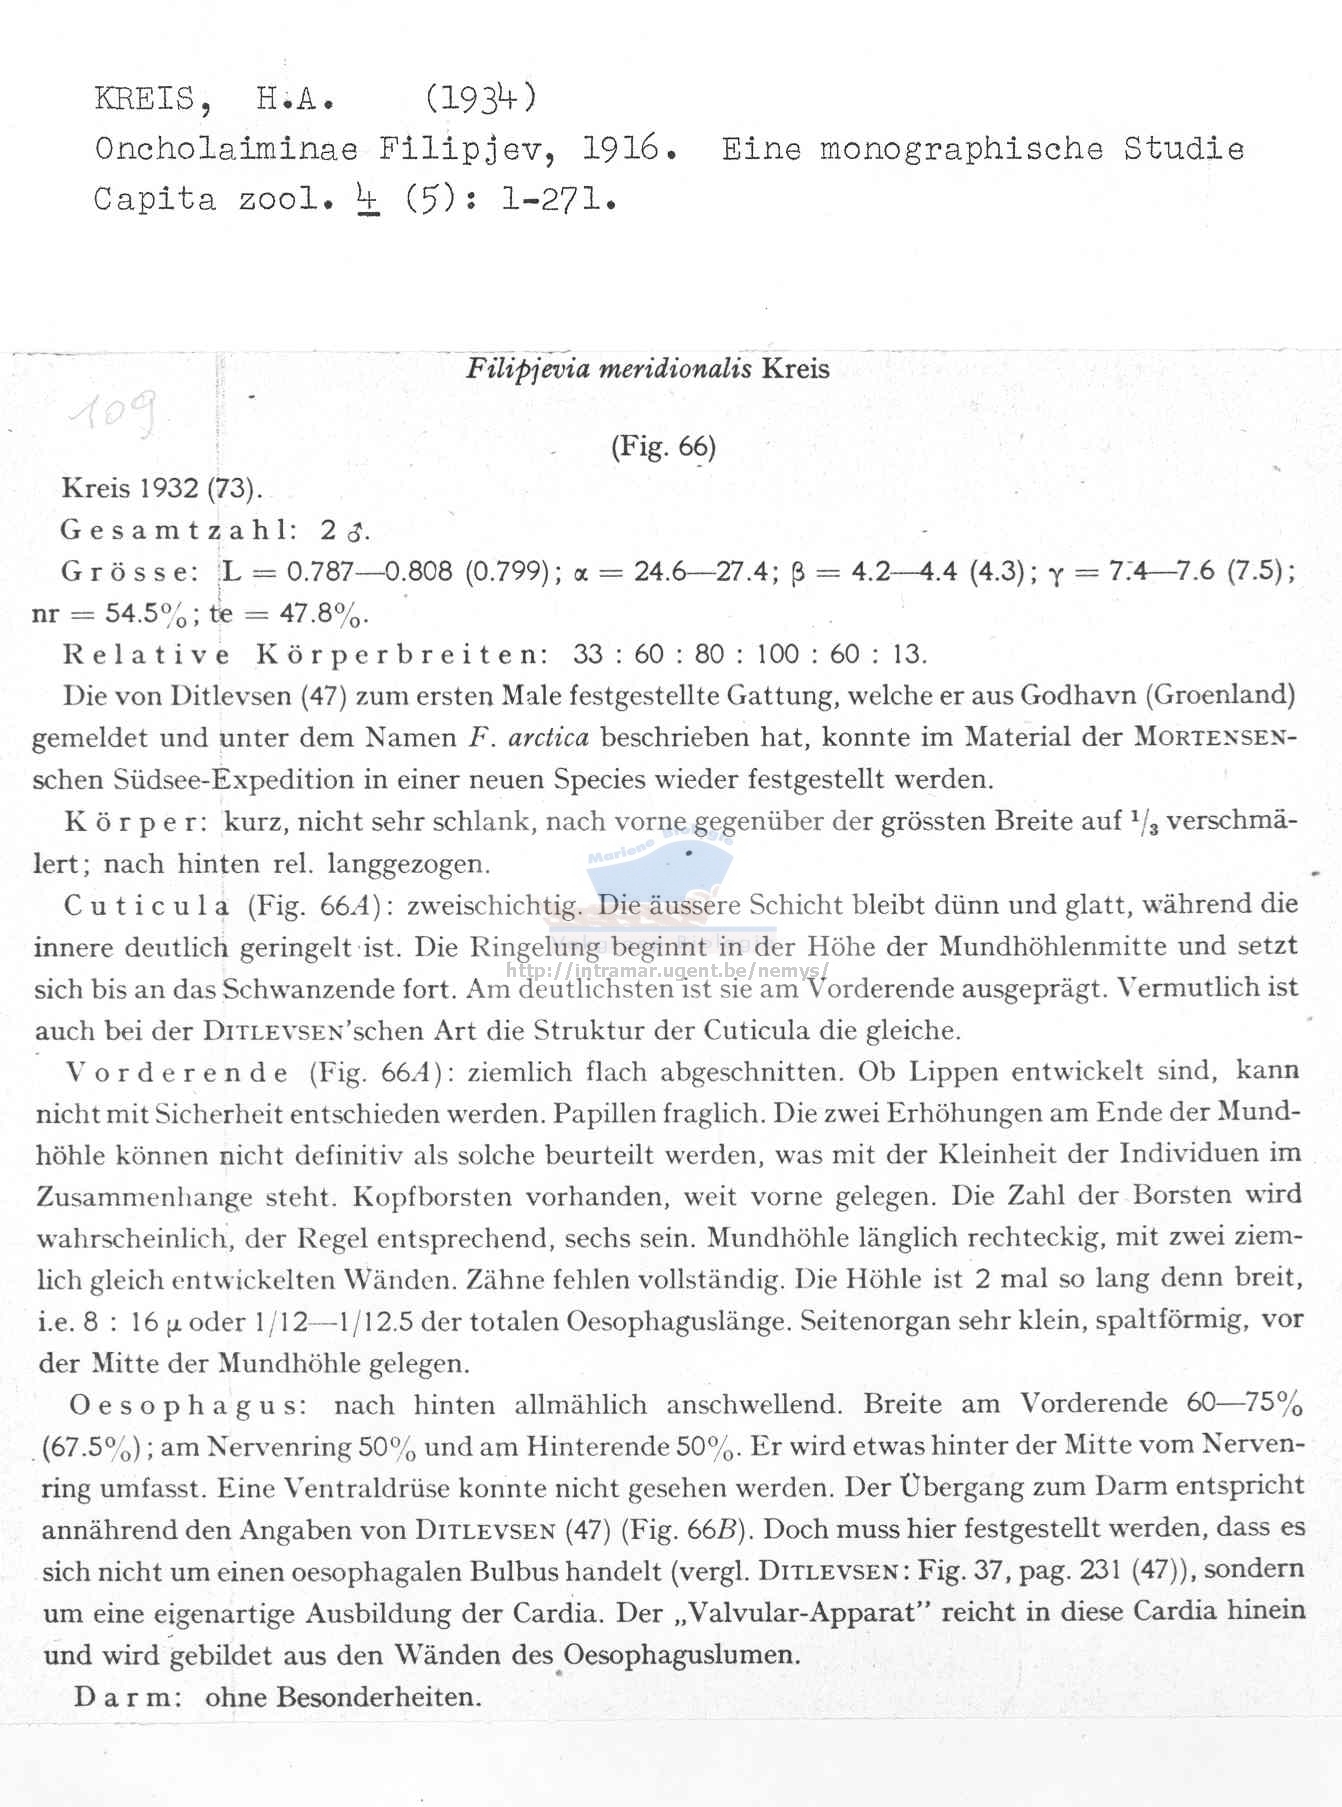 KREIS, H.A. (1934)
Oncholaiminae Filipjev, 1916. Eine monographische Studie
Capita zool. 4 (5): 1-271.
Filipjevia meridionalis Kreis
109
(Fig. 66)
Kreis 1932 (73).
Gesamtzahl: 2 ♂.
Grösse: L = 0.787—0.808 (0.799); α = 24.6—27.4; β = 4.2—4.4 (4.3); γ = 7.4—7.6 (7.5);
nr = 54.5%; te = 47.8%.
Relative Körperbreiten: 33 : 60 : 80 : 100 : 60 : 13.
Die von Ditlevsen (47) zum ersten Male festgestellte Gattung, welche er aus Godhavn (Groenland)
gemeldet und unter dem Namen F. arctica beschrieben hat, konnte im Material der MORTENSEN-
schen Südsee-Expedition in einer neuen Species wieder festgestellt werden.
Körper: kurz, nicht sehr schlank, nach vorne gegenüber der grössten Breite auf 1/3 verschmä-
lert; nach hinten rel. langgezogen.
Mariene Biologie
Cuticula (Fig. 66A): zweischichtig. Die äussere Schicht bleibt dünn und glatt, während die
innere deutlich geringelt ist. Die Ringelung beginnt in der Höhe der Mundhöhlenmitte und setzt
http://intramar.ugent.be/nemys/
sich bis an das Schwanzende fort. Am deutlichsten ist sie am Vorderende ausgeprägt. Vermutlich ist
auch bei der DITLEVSEN'schen Art die Struktur der Cuticula die gleiche.
Vorderende (Fig. 66A): ziemlich flach abgeschnitten. Ob Lippen entwickelt sind, kann
nicht mit Sicherheit entschieden werden. Papillen fraglich. Die zwei Erhöhungen am Ende der Mund-
höhle können nicht definitiv als solche beurteilt werden, was mit der Kleinheit der Individuen im
Zusammenhange steht. Kopfborsten vorhanden, weit vorne gelegen. Die Zahl der Borsten wird
wahrscheinlich, der Regel entsprechend, sechs sein. Mundhöhle länglich rechteckig, mit zwei ziem-
lich gleich entwickelten Wänden. Zähne fehlen vollständig. Die Höhle ist 2 mal so lang denn breit,
i.e. 8 : 16 μ oder 1/12—1/12.5 der totalen Oesophaguslänge. Seitenorgan sehr klein, spaltförmig, vor
der Mitte der Mundhöhle gelegen.
Oesophagus: nach hinten allmählich anschwellend. Breite am Vorderende 60—75%
(67.5%); am Nervenring 50% und am Hinterende 50%. Er wird etwas hinter der Mitte vom Nerven-
ring umfasst. Eine Ventraldrüse konnte nicht gesehen werden. Der Übergang zum Darm entspricht
annährend den Angaben von DITLEVSEN (47) (Fig. 66B). Doch muss hier festgestellt werden, dass es
sich nicht um einen oesophagalen Bulbus handelt (vergl. DITLEVSEN: Fig. 37, pag. 231 (47)), sondern
um eine eigenartige Ausbildung der Cardia. Der „Valvular-Apparat” reicht in diese Cardia hinein
und wird gebildet aus den Wänden des Oesophaguslumen.
Darm: ohne Besonderheiten.